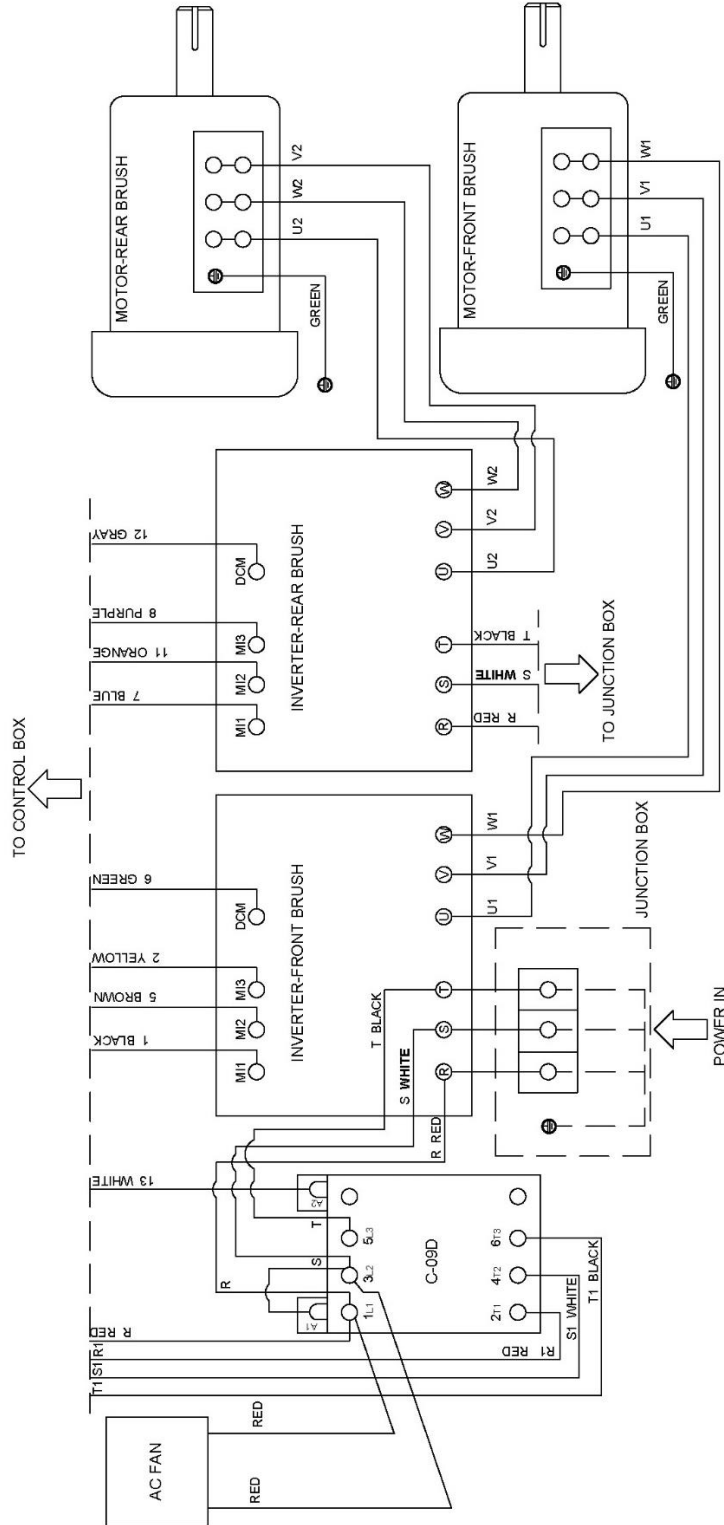 MOTOR-REAR BRUSH
V2
W2
U2
GREEN
MOTOR-FRONT BRUSH
W1
V1
U1
GREEN
TO CONTROL BOX
12 GRAY
8 PURPLE
11 ORANGE
7 BLUE
DCM
MI3
MI2
MI1
INVERTER-REAR BRUSH
W
V
U
T
S
R
W2
V2
U2
T BLACK
S WHITE
R RED
TO JUNCTION BOX
6 GREEN
2 YELLOW
5 BROWN
1 BLACK
DCM
MI3
MI2
MI1
INVERTER-FRONT BRUSH
W
V
U
T
S
R
W1
V1
U1
T BLACK
S WHITE
R RED
JUNCTION BOX
POWER IN
13 WHITE
A2
A1
T
S
R
5L3
3L2
1L1
C-09D
6T3
4T2
2T1
T1 BLACK
S1 WHITE
R1 RED
R RED
R1
S1
T1
AC FAN
RED
RED